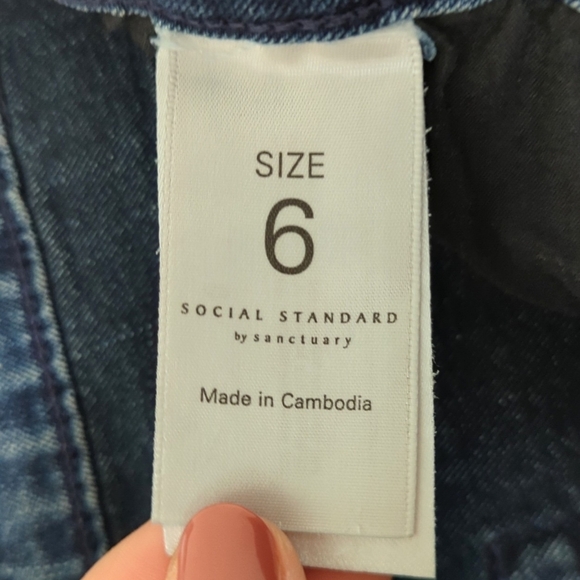 SIZE
6
SOCIAL STANDARD
by sanctuary
Made in Cambodia